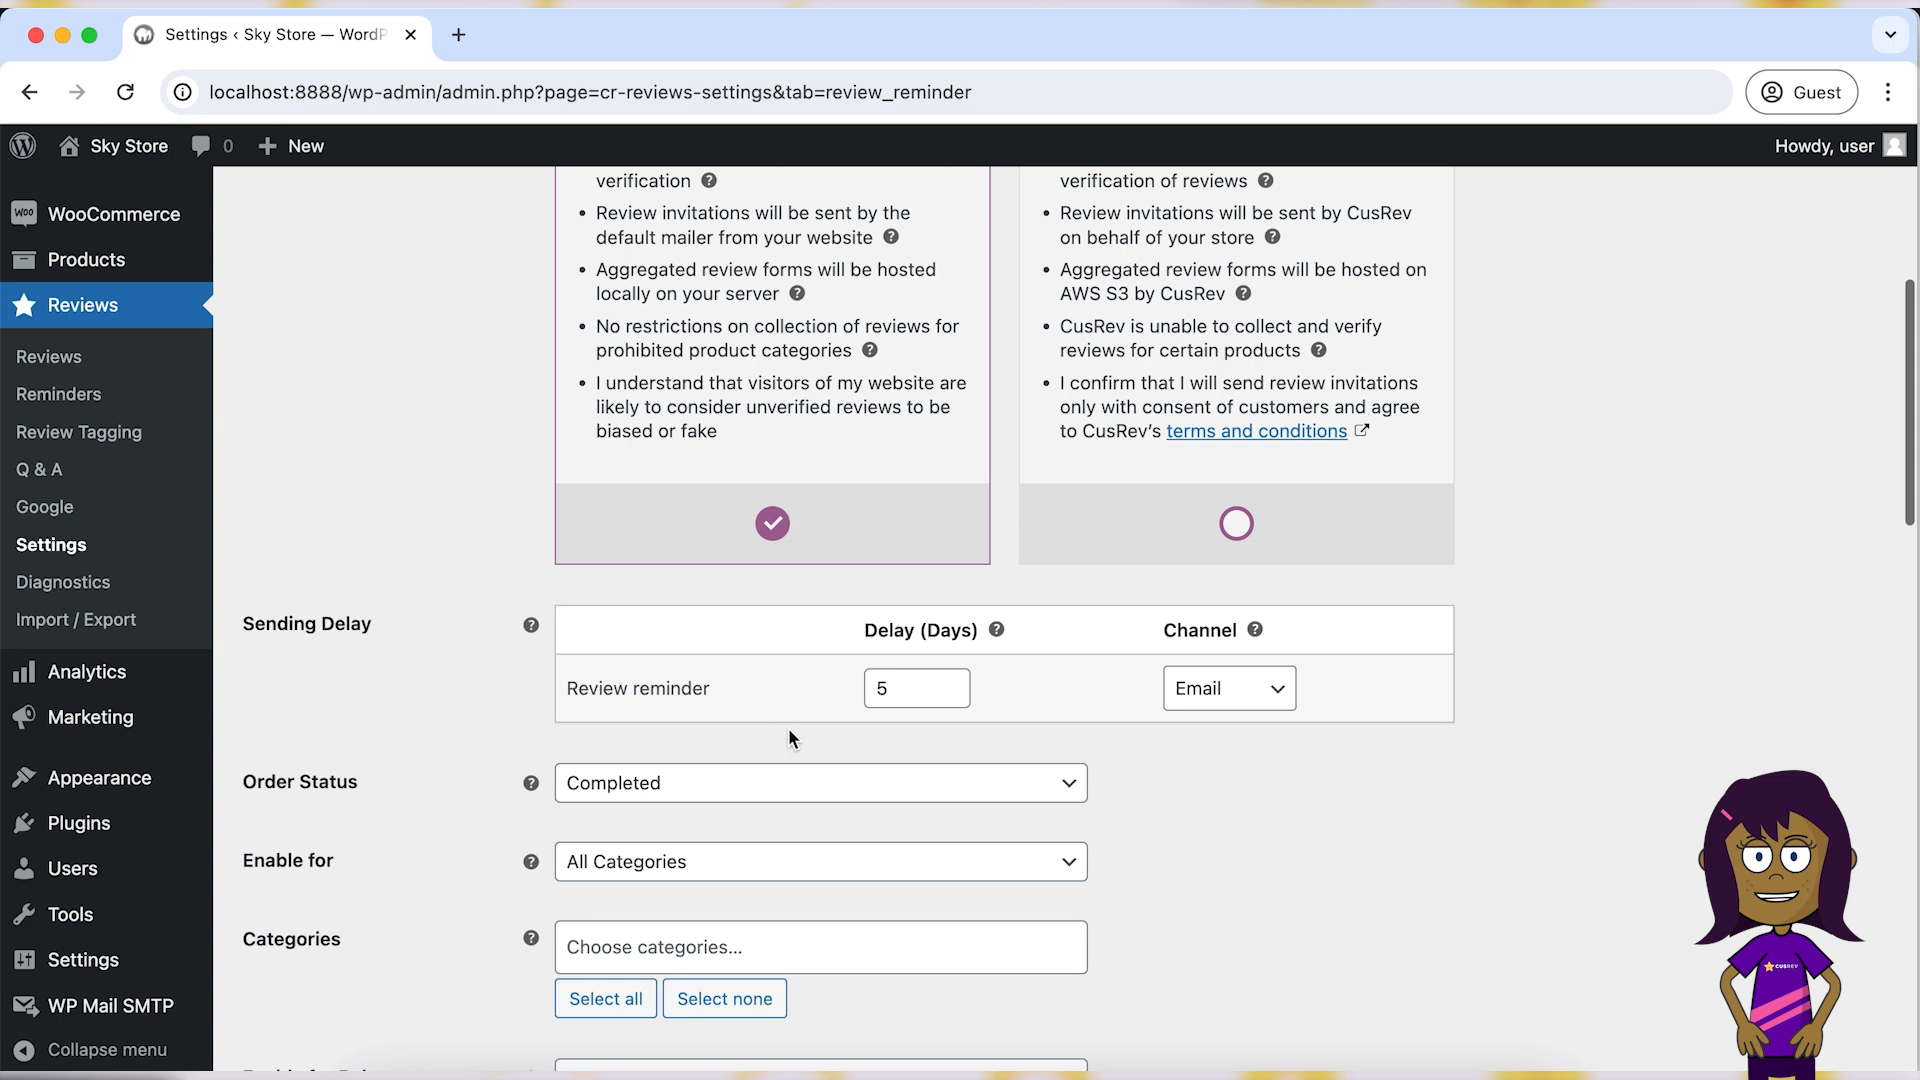 Settings ‹ Sky Store — WordP
localhost:8888/wp-admin/admin.php?page=cr-reviews-settings&tab=review_reminder
Guest
Sky Store
0
New
Howdy, user
WooCommerce
Products
Reviews
Reviews
Reminders
Review Tagging
Q & A
Google
Settings
Diagnostics
Import / Export
Analytics
Marketing
Appearance
Plugins
Users
Tools
Settings
WP Mail SMTP
Collapse menu
verification
• Review invitations will be sent by the
default mailer from your website
• Aggregated review forms will be hosted
locally on your server
• No restrictions on collection of reviews for
prohibited product categories
• I understand that visitors of my website are
likely to consider unverified reviews to be
biased or fake
verification of reviews
• Review invitations will be sent by CusRev
on behalf of your store
• Aggregated review forms will be hosted on
AWS S3 by CusRev
• CusRev is unable to collect and verify
reviews for certain products
• I confirm that I will send review invitations
only with consent of customers and agree
to CusRev's terms and conditions
Sending Delay
Delay (Days)
Channel
Review reminder
5
Email
Order Status
Completed
Enable for
All Categories
Categories
Choose categories...
Select all
Select none
CUSREV